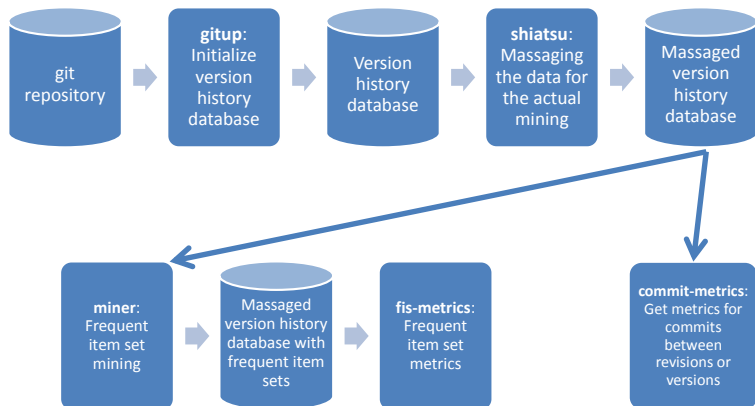 git
repository
gitup:
Initialize
version
history
database
Version
history
database
shiatsu:
Massaging
the data for
the actual
mining
Massaged
version
history
database
miner:
Frequent
item set
mining
Massaged
version history
database with
frequent item
sets
fis-metrics:
Frequent
item set
metrics
commit-metrics:
Get metrics for
commits
between
revisions or
versions